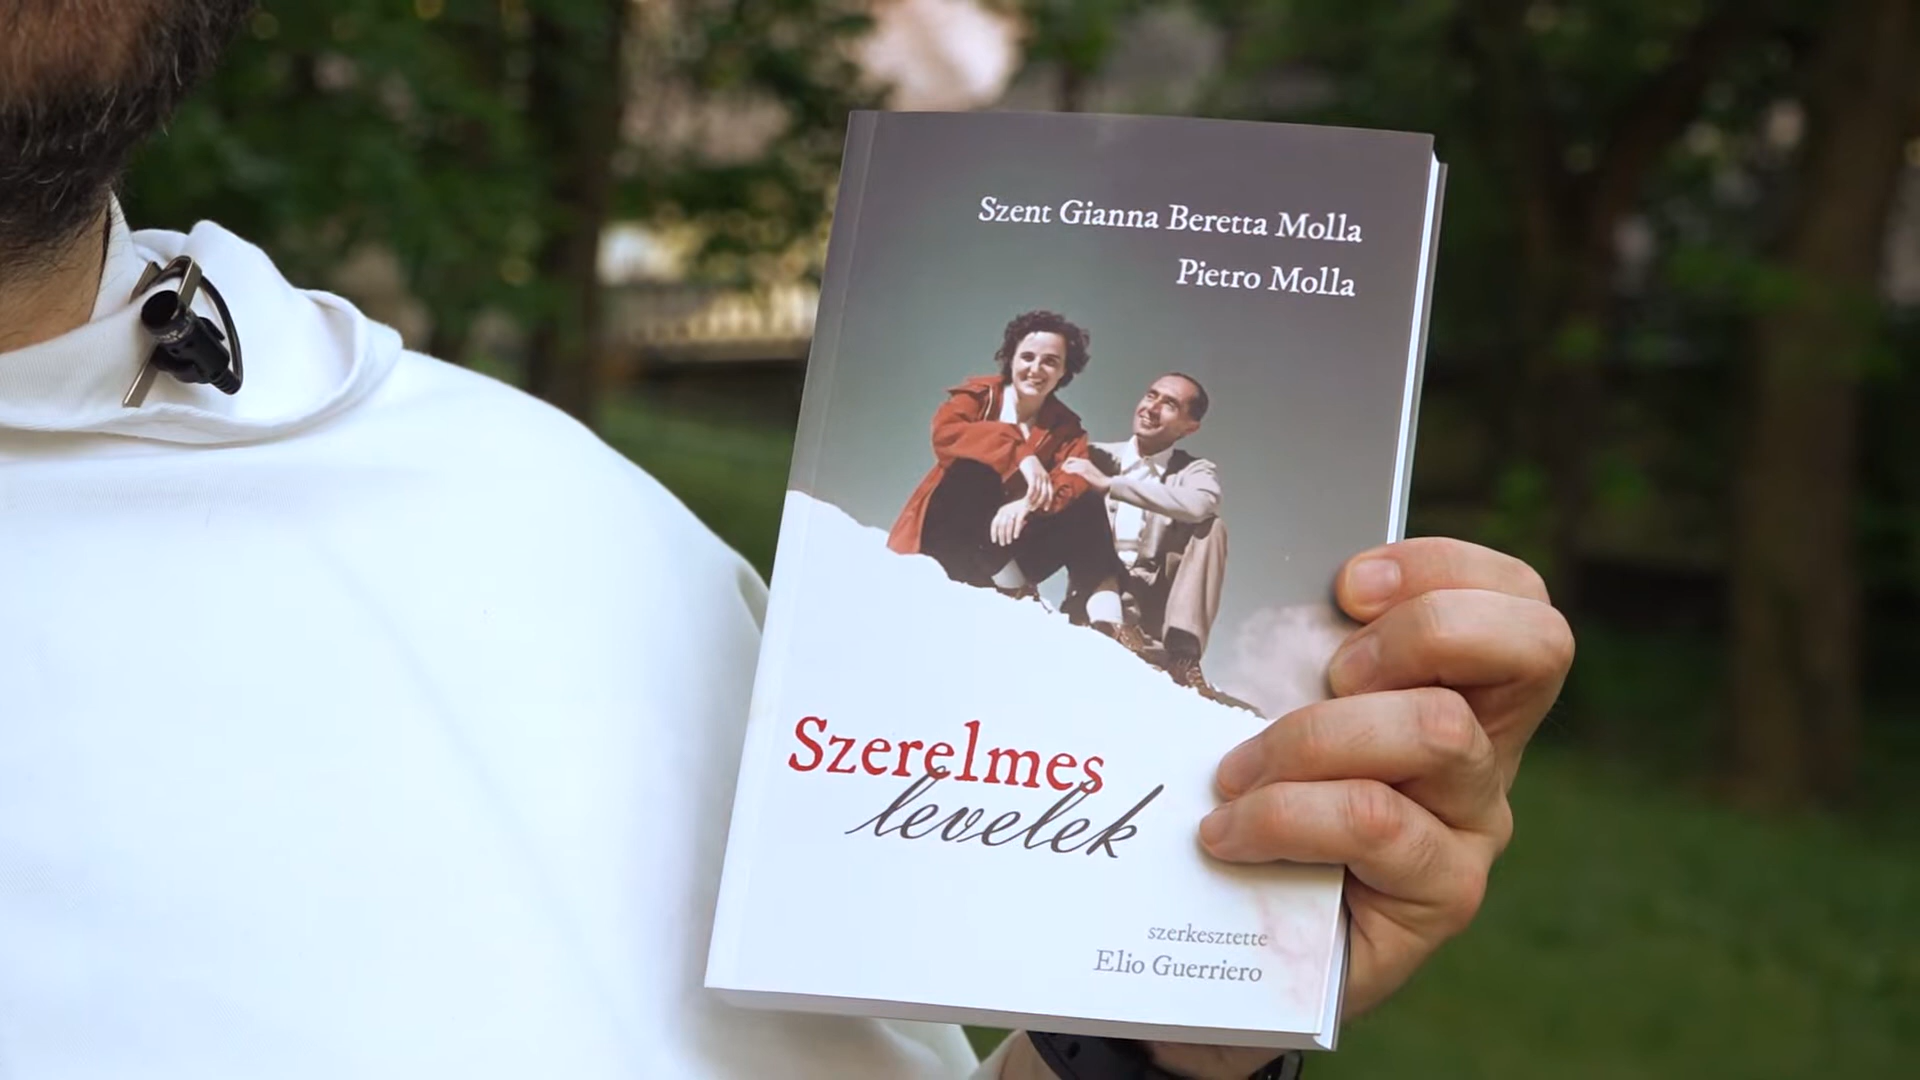 Szent Gianna Beretta Molla
Pietro Molla
Szerelmes
levelek
szerkesztette
Elio Guerriero